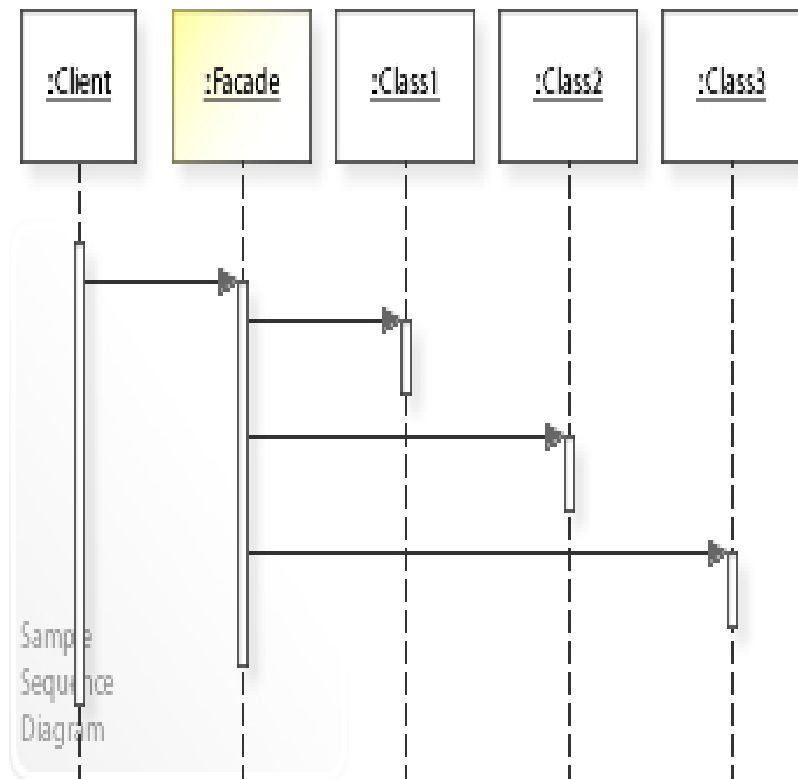 :Client
:Facade
:Class1
:Class2
:Class3
Sample
Sequence
Diagram